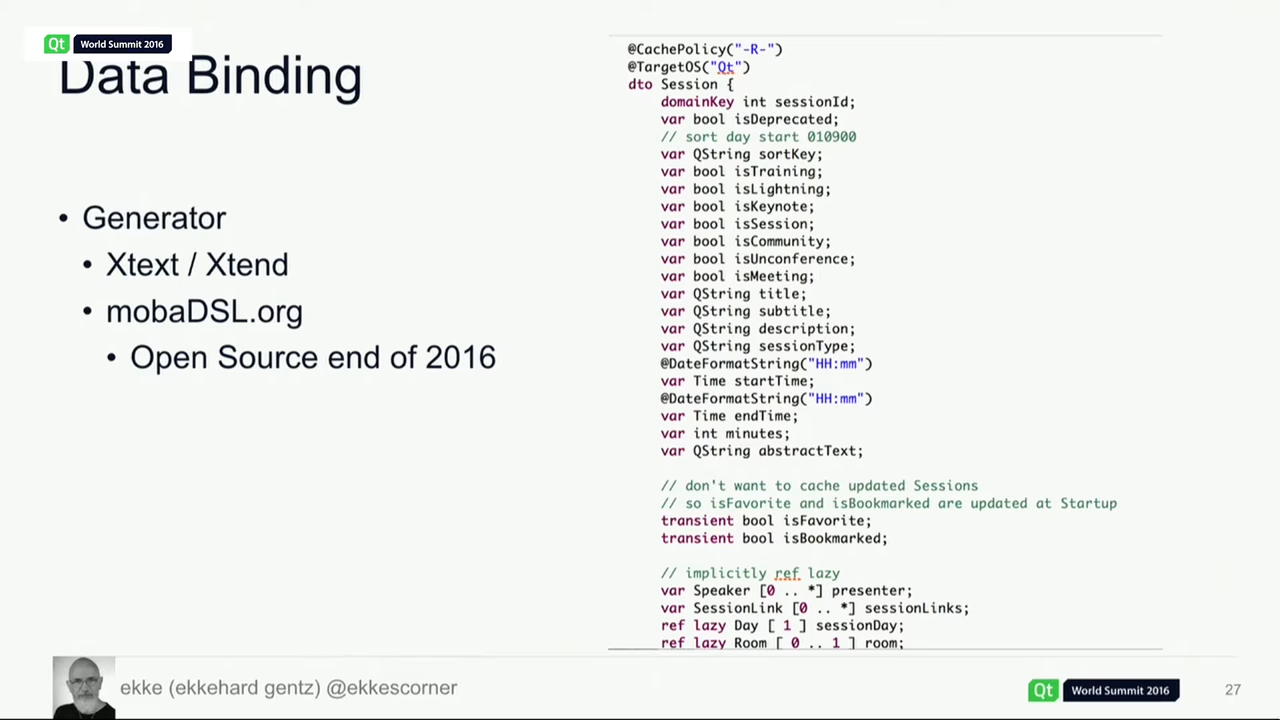 Qt World Summit 2016
Data Binding
• Generator
• Xtext / Xtend
• mobaDSL.org
• Open Source end of 2016
@CachePolicy("-R-")
@TargetOS("Qt")
dto Session {
domainKey int sessionId;
var bool isDeprecated;
// sort day start 010900
var QString sortKey;
var bool isTraining;
var bool isLightning;
var bool isKeynote;
var bool isSession;
var bool isCommunity;
var bool isUnconference;
var bool isMeeting;
var QString title;
var QString subtitle;
var QString description;
var QString sessionType;
@DateFormatString("HH:mm")
var Time startTime;
@DateFormatString("HH:mm")
var Time endTime;
var int minutes;
var QString abstractText;
// don't want to cache updated Sessions
// so isFavorite and isBookmarked are updated at Startup
transient bool isFavorite;
transient bool isBookmarked;
// implicitly ref lazy
var Speaker [0 .. *] presenter;
var SessionLink [0 .. *] sessionLinks;
ref lazy Day [ 1 ] sessionDay;
ref lazy Room [ 0 .. 1 ] room;
ekke (ekkehard gentz) @ekkescorner
Qt World Summit 2016
27